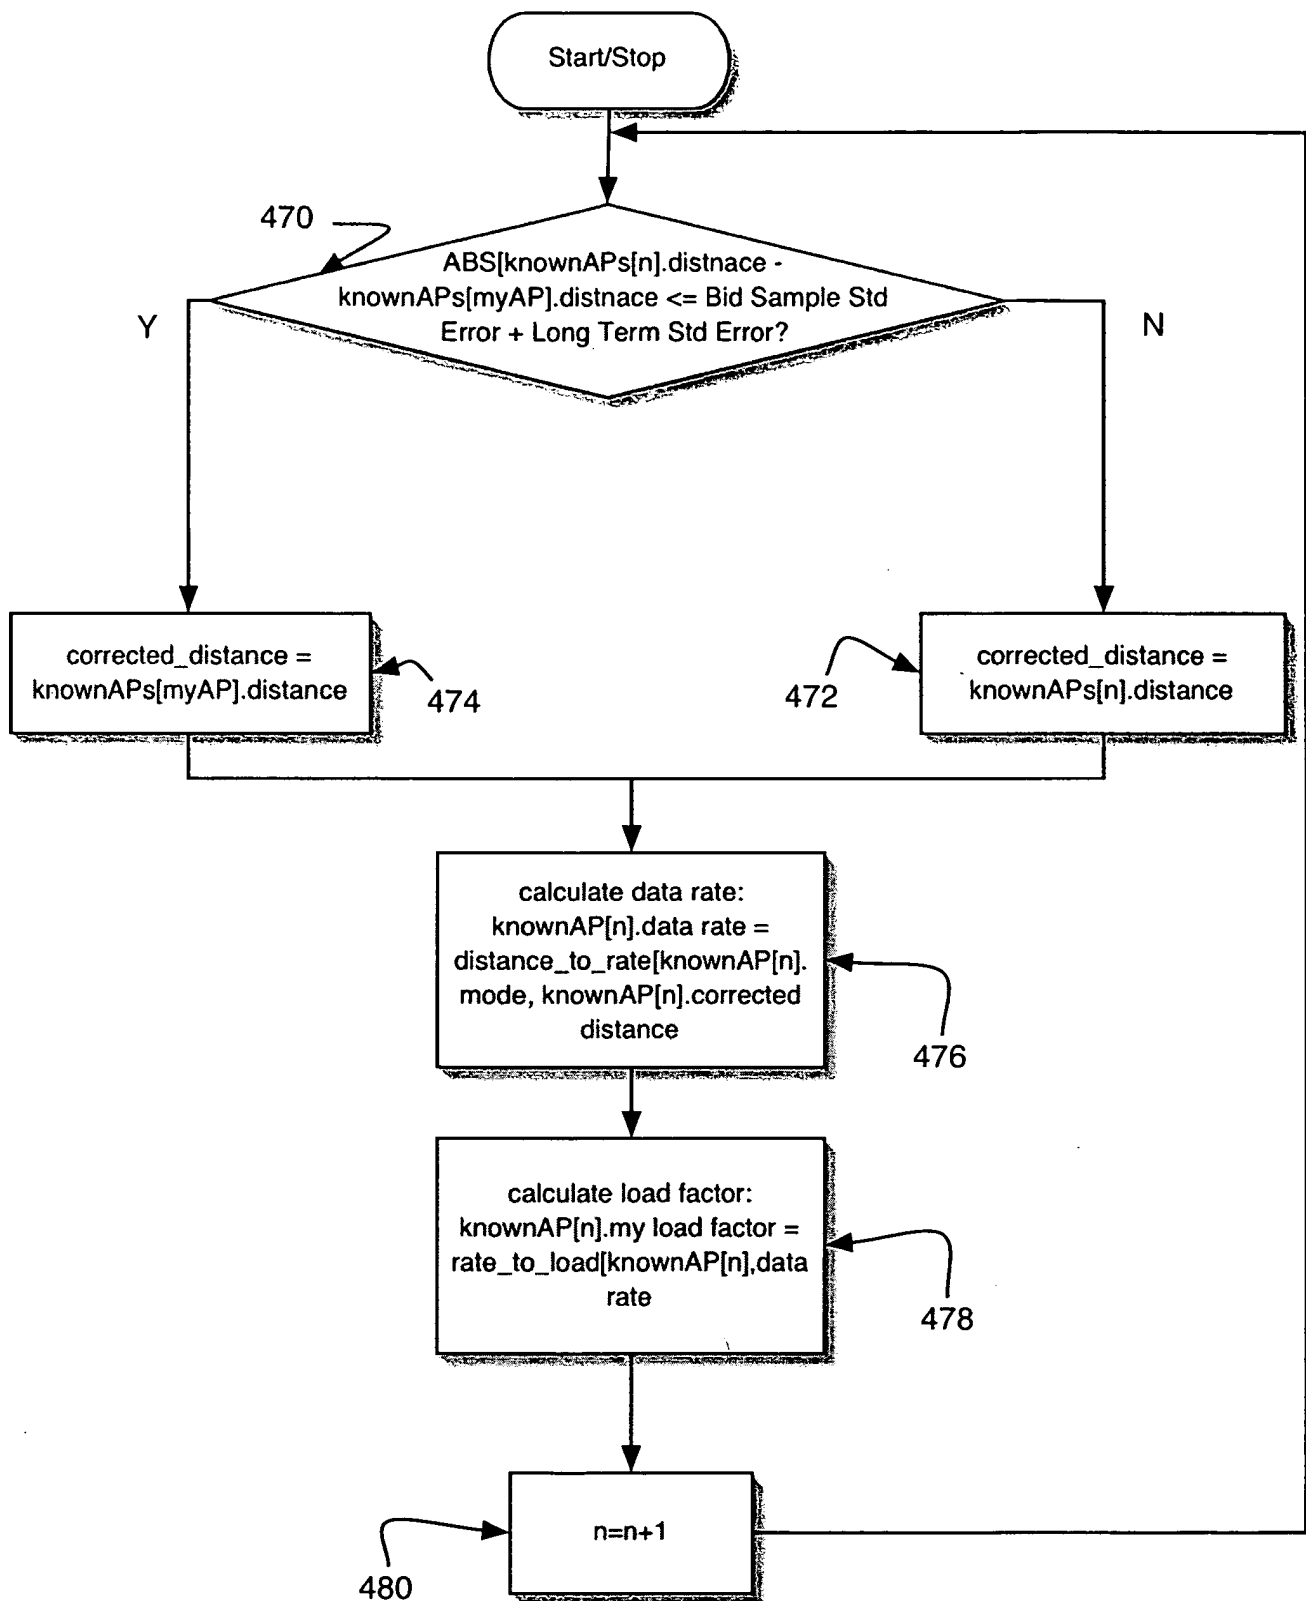 Start/Stop
470
ABS[knownAPs[n].distnace -
knownAPs[myAP].distnace <= Bid Sample Std
Error + Long Term Std Error?
Y
N
corrected_distance =
knownAPs[myAP].distance
474
472
corrected_distance =
knownAPs[n].distance
calculate data rate:
knownAP[n].data rate =
distance_to_rate[knownAP[n].
mode, knownAP[n].corrected
distance
476
calculate load factor:
knownAP[n].my load factor =
rate_to_load[knownAP[n],data
rate
478
n=n+1
480